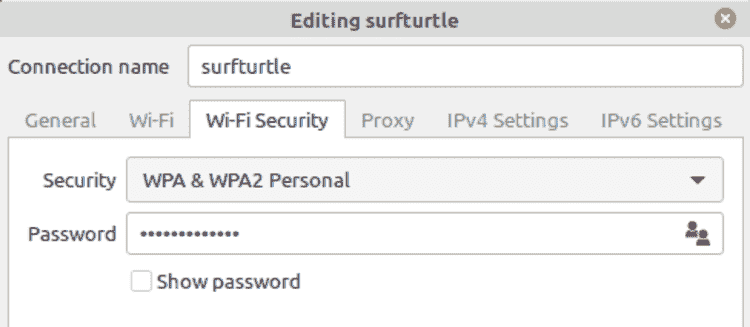 Editing surfturtle
Connection name surfturtle
General Wi-Fi Wi-Fi Security Proxy IPv4 Settings IPv6 Settings
Security WPA & WPA2 Personal
Password •••••••••••••
Show password